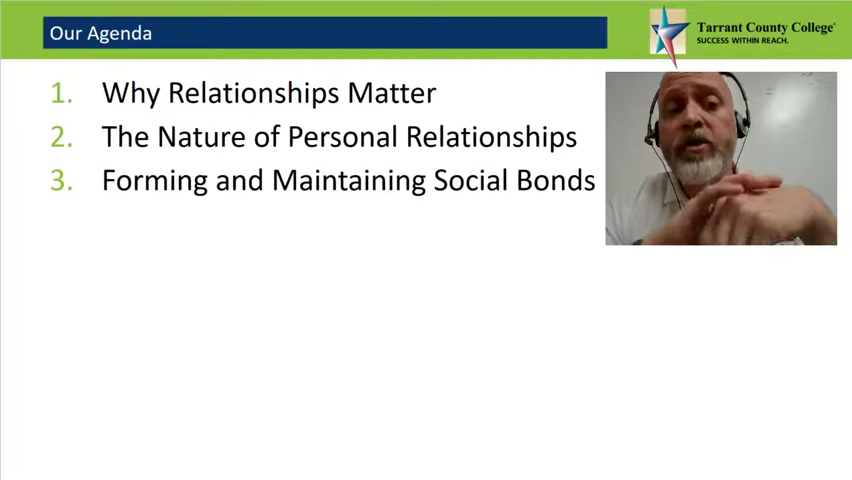 Our Agenda
Tarrant County College®
SUCCESS WITHIN REACH.
1. Why Relationships Matter
2. The Nature of Personal Relationships
3. Forming and Maintaining Social Bonds